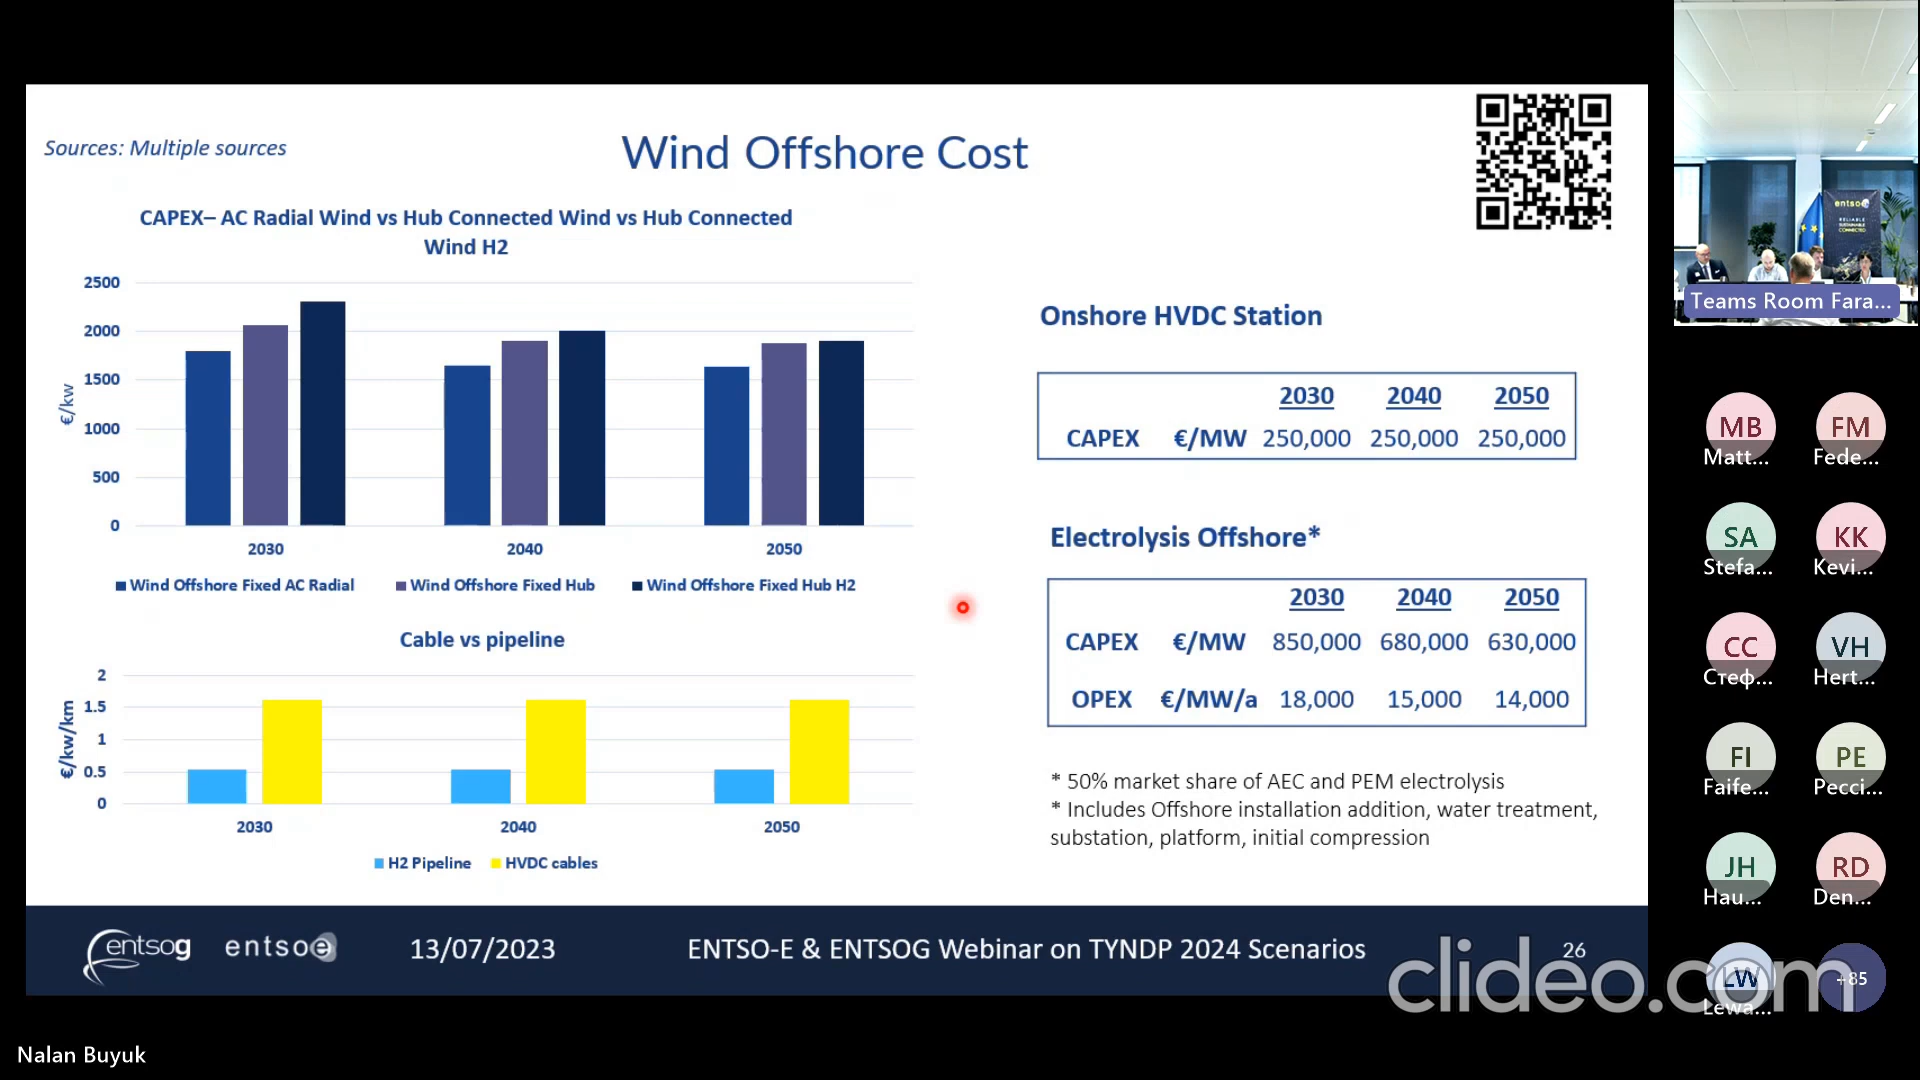 Sources: Multiple sources
Wind Offshore Cost
CAPEX– AC Radial Wind vs Hub Connected Wind vs Hub Connected
Wind H2
2500
2000
1500
1000
500
0
€/kw
2030
2040
2050
Wind Offshore Fixed AC Radial
Wind Offshore Fixed Hub
Wind Offshore Fixed Hub H2
Cable vs pipeline
2
1.5
1
0.5
0
€/kw/km
2030
2040
2050
H2 Pipeline
HVDC cables
Onshore HVDC Station
2030 2040 2050
CAPEX €/MW 250,000 250,000 250,000
Electrolysis Offshore*
2030 2040 2050
CAPEX €/MW 850,000 680,000 630,000
OPEX €/MW/a 18,000 15,000 14,000
* 50% market share of AEC and PEM electrolysis
* Includes Offshore installation addition, water treatment,
substation, platform, initial compression
entsog
entsoe
13/07/2023
ENTSO-E & ENTSOG Webinar on TYNDP 2024 Scenarios
26
clideo.com
Nalan Buyuk
entsoe
RELIABLE
SUSTAINABLE
CONNECTED
Teams Room Fara...
MB
Matt...
FM
Fede...
SA
Stefa...
KK
Kevi...
CC
Стеф...
VH
Hert...
FI
Faife...
PE
Pecci...
JH
Hau...
RD
Den...
LW
Lewa...
+85